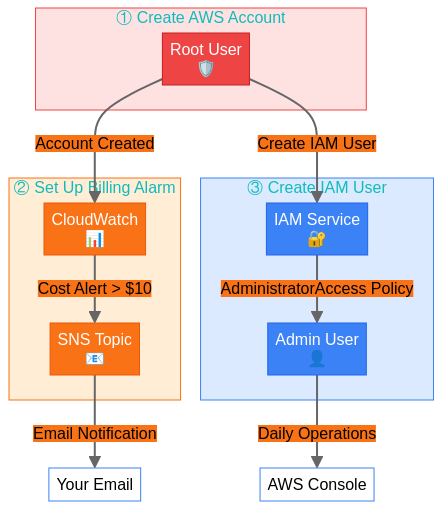 ① Create AWS Account
Root User
Account Created
Create IAM User
② Set Up Billing Alarm
③ Create IAM User
CloudWatch
IAM Service
Cost Alert > $10
AdministratorAccess Policy
SNS Topic
Admin User
Email Notification
Daily Operations
Your Email
AWS Console